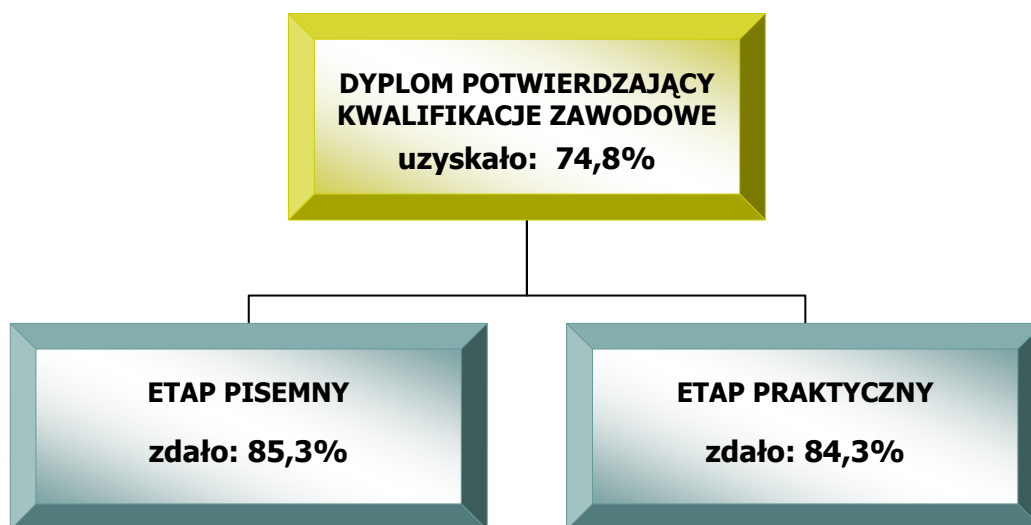 DYPLOM POTWIERDZAJĄCY
KWALIFIKACJE ZAWODOWE
uzyskało: 74,8%
ETAP PISEMNY
zdało: 85,3%
ETAP PRAKTYCZNY
zdało: 84,3%